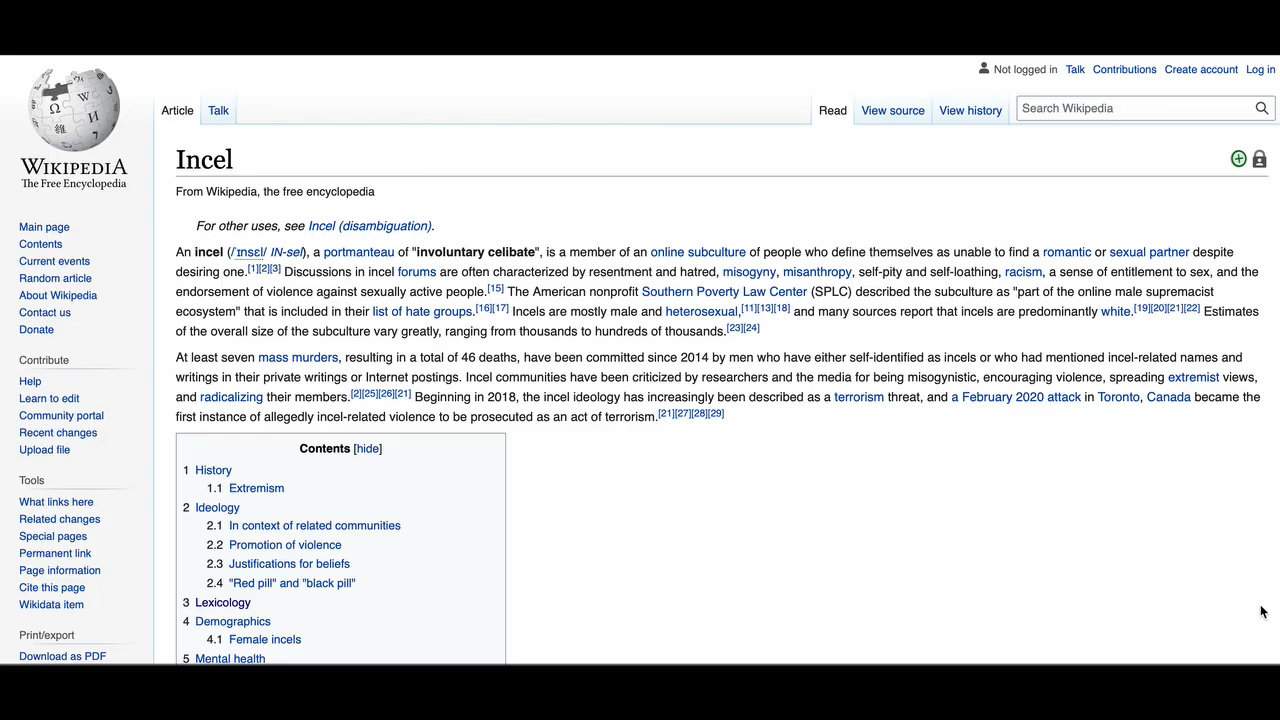 Not logged in Talk Contributions Create account Log in
Article Talk Read View source View history Search Wikipedia
WIKIPEDIA
The Free Encyclopedia
Main page
Contents
Current events
Random article
About Wikipedia
Contact us
Donate
Contribute
Help
Learn to edit
Community portal
Recent changes
Upload file
Tools
What links here
Related changes
Special pages
Permanent link
Page information
Cite this page
Wikidata item
Print/export
Download as PDF
Incel
From Wikipedia, the free encyclopedia
For other uses, see Incel (disambiguation).
An incel (/ˈɪnsɛl/ IN-sel), a portmanteau of "involuntary celibate", is a member of an online subculture of people who define themselves as unable to find a romantic or sexual partner despite
desiring one.[1][2][3] Discussions in incel forums are often characterized by resentment and hatred, misogyny, misanthropy, self-pity and self-loathing, racism, a sense of entitlement to sex, and the
endorsement of violence against sexually active people.[15] The American nonprofit Southern Poverty Law Center (SPLC) described the subculture as "part of the online male supremacist
ecosystem" that is included in their list of hate groups.[16][17] Incels are mostly male and heterosexual,[11][13][18] and many sources report that incels are predominantly white.[19][20][21][22] Estimates
of the overall size of the subculture vary greatly, ranging from thousands to hundreds of thousands.[23][24]
At least seven mass murders, resulting in a total of 46 deaths, have been committed since 2014 by men who have either self-identified as incels or who had mentioned incel-related names and
writings in their private writings or Internet postings. Incel communities have been criticized by researchers and the media for being misogynistic, encouraging violence, spreading extremist views,
and radicalizing their members.[2][25][26][21] Beginning in 2018, the incel ideology has increasingly been described as a terrorism threat, and a February 2020 attack in Toronto, Canada became the
first instance of allegedly incel-related violence to be prosecuted as an act of terrorism.[21][27][28][29]
Contents [hide]
1 History
1.1 Extremism
2 Ideology
2.1 In context of related communities
2.2 Promotion of violence
2.3 Justifications for beliefs
2.4 "Red pill" and "black pill"
3 Lexicology
4 Demographics
4.1 Female incels
5 Mental health